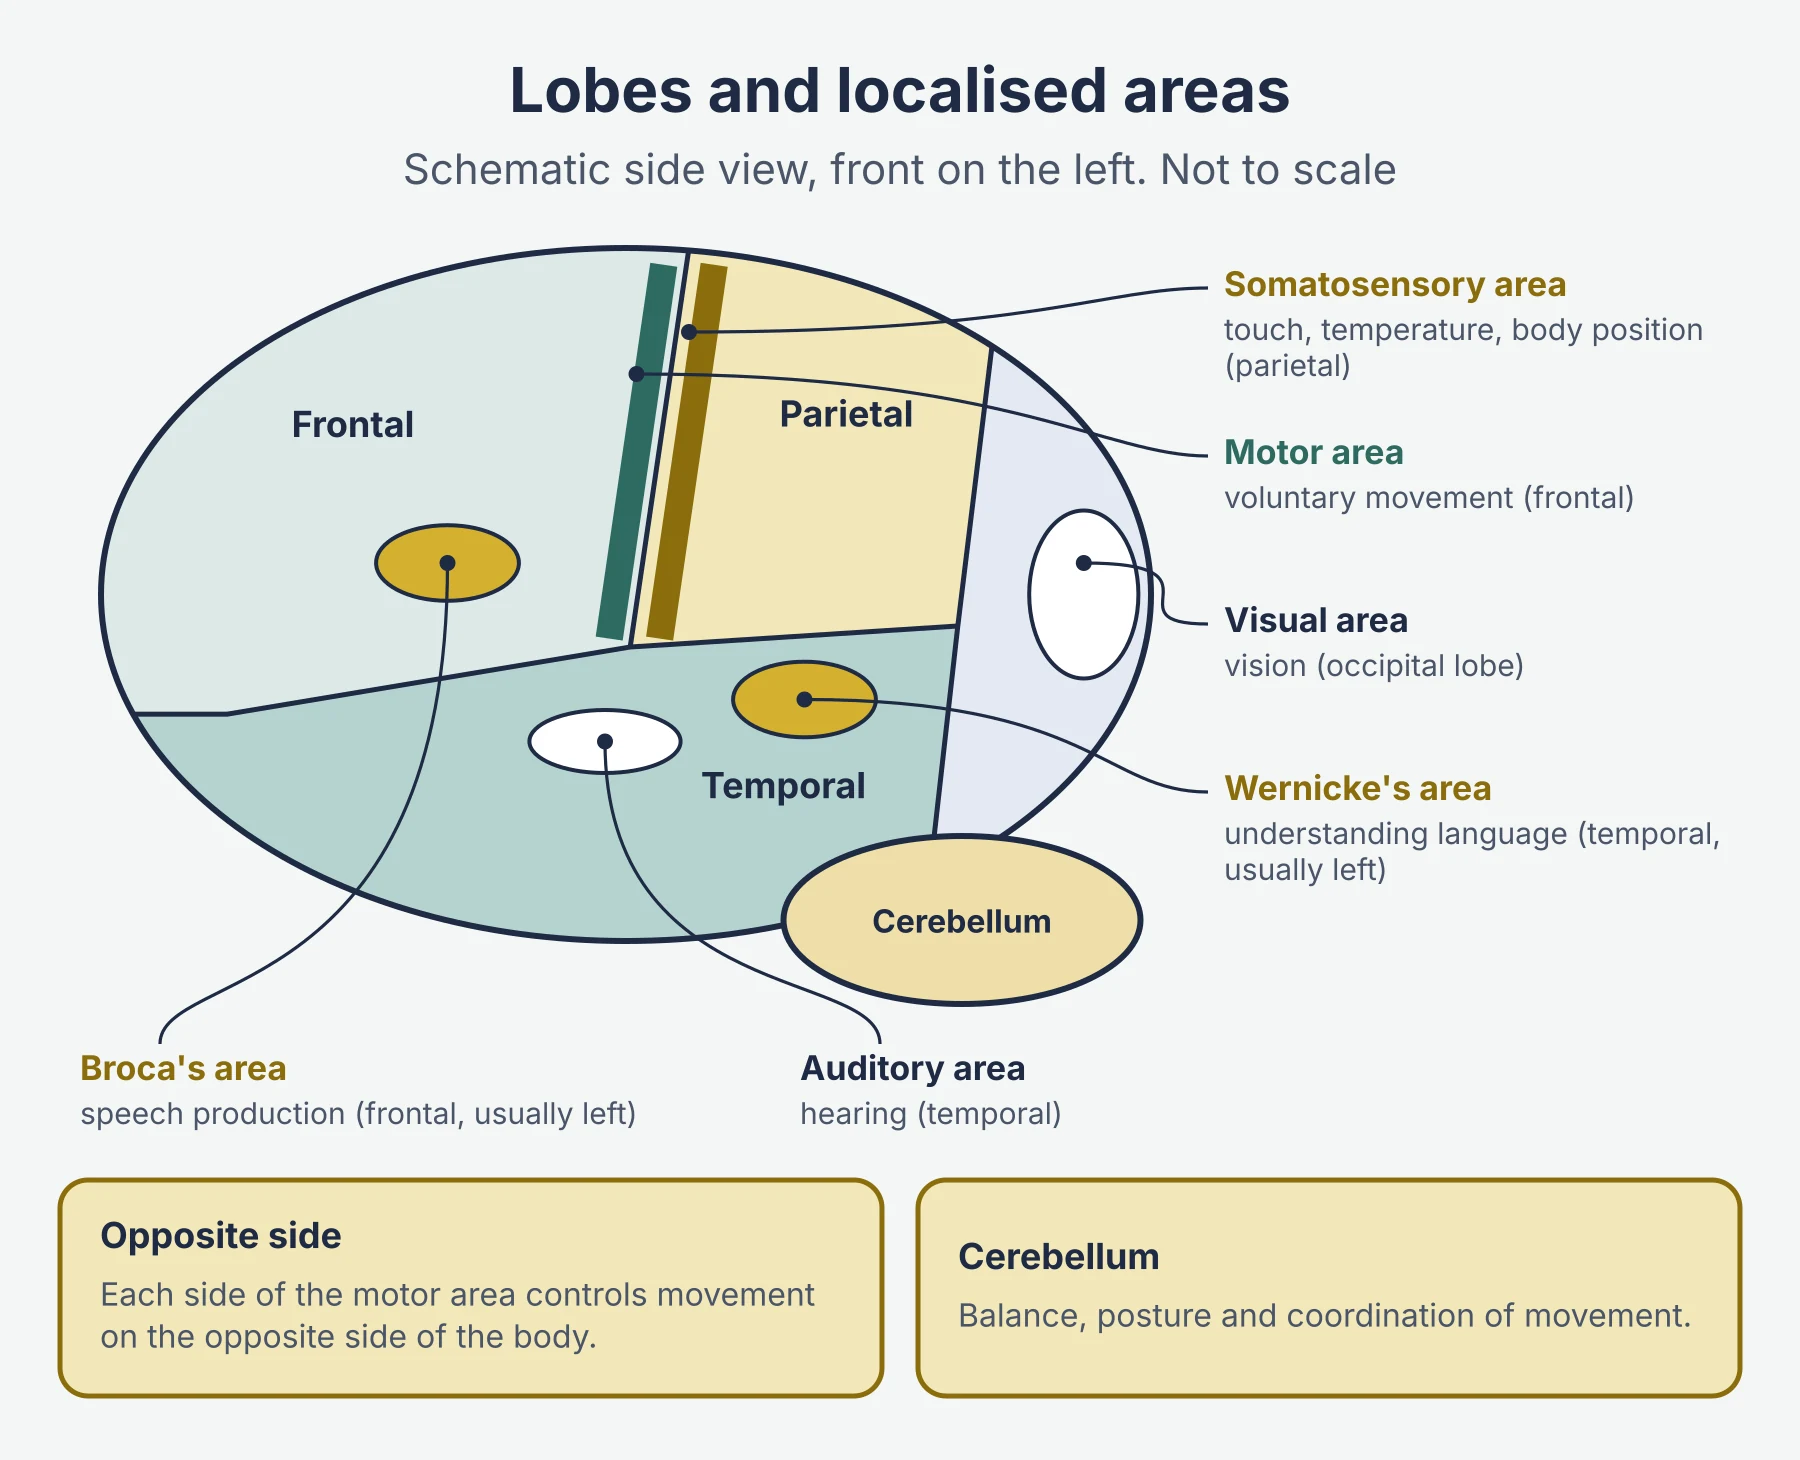 Lobes and localised areas
Schematic side view, front on the left. Not to scale
Somatosensory area
touch, temperature, body position
(parietal)
Frontal
Parietal
Motor area
voluntary movement (frontal)
Visual area
vision (occipital lobe)
Temporal
Wernicke's area
understanding language (temporal,
usually left)
Cerebellum
Broca's area
speech production (frontal, usually left)
Auditory area
hearing (temporal)
Opposite side
Each side of the motor area controls movement
on the opposite side of the body.
Cerebellum
Balance, posture and coordination of movement.